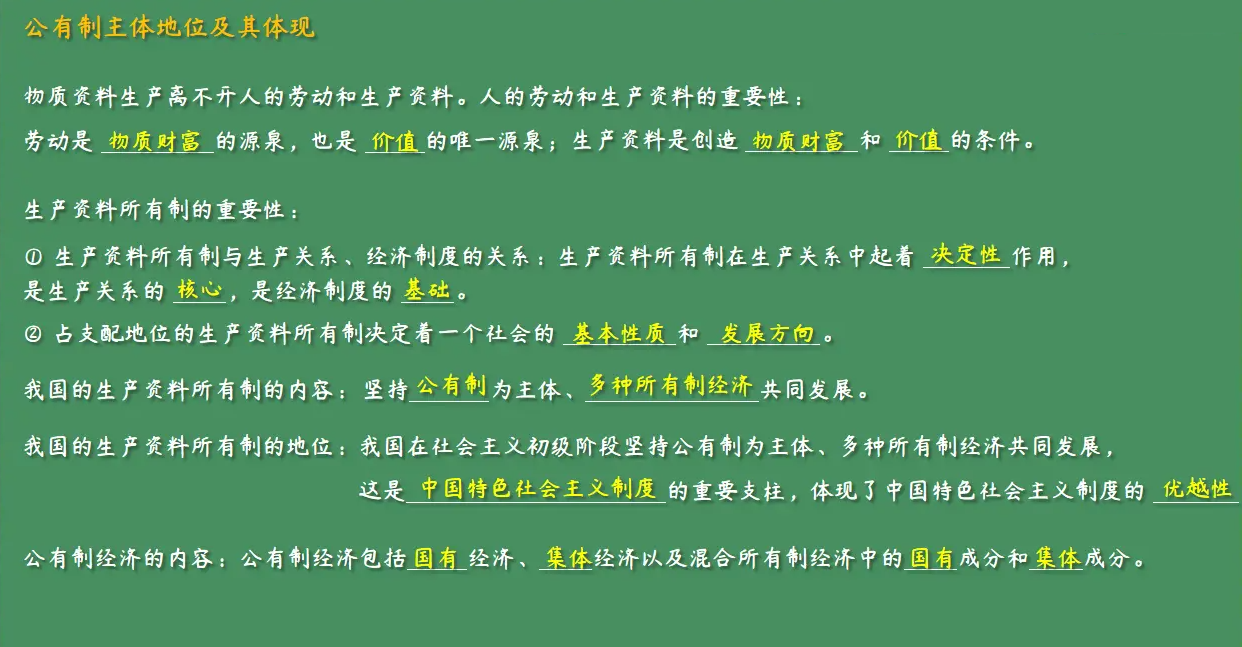 公有制主体地位及其体现
物质资料生产离不开人的劳动和生产资料。人的劳动和生产资料的重要性：
劳动是 物质财富 的源泉，也是 价值 的唯一源泉；生产资料是创造 物质财富 和 价值 的条件。
生产资料所有制的重要性：
① 生产资料所有制与生产关系、经济制度的关系：生产资料所有制在生产关系中起着 决定性 作用，
是生产关系的 核心，是经济制度的 基础。
② 占支配地位的生产资料所有制决定着一个社会的 基本性质 和 发展方向。
我国的生产资料所有制的内容：坚持公有制为主体、多种所有制经济共同发展。
我国的生产资料所有制的地位：我国在社会主义初级阶段坚持公有制为主体、多种所有制经济共同发展，
这是 中国特色社会主义制度 的重要支柱，体现了中国特色社会主义制度的 优越性
公有制经济的内容：公有制经济包括国有经济、集体经济以及混合所有制经济中的国有成分和集体成分。